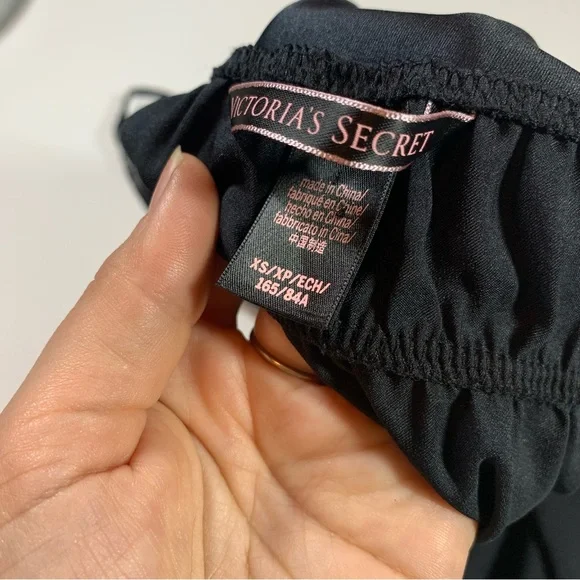 VICTORIA'S SECRET
made in China/
fabriqué en Chine/
hecho en China/
fabbricato in Cina/
中国制造
XS/XP/ECH/
165/84A